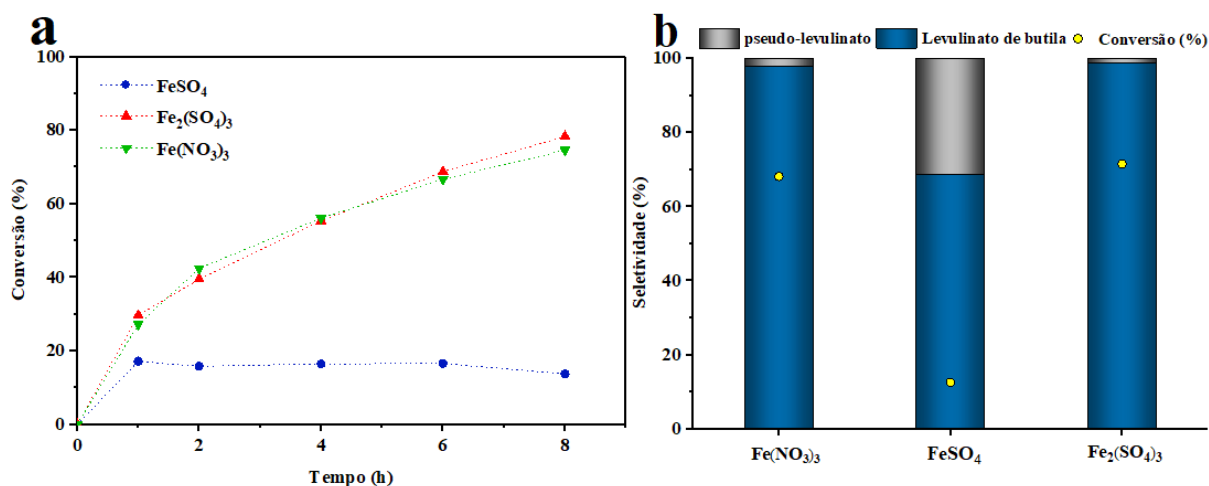 a
100
80
60
40
20
0
Conversão (%)
FeSO4
Fe2(SO4)3
Fe(NO3)3
0 2 4 6 8
Tempo (h)
b
pseudo-levulinato Levulinato de butila Conversão (%)
100
80
60
40
20
0
Seletividade (%)
Fe(NO3)3 FeSO4 Fe2(SO4)3